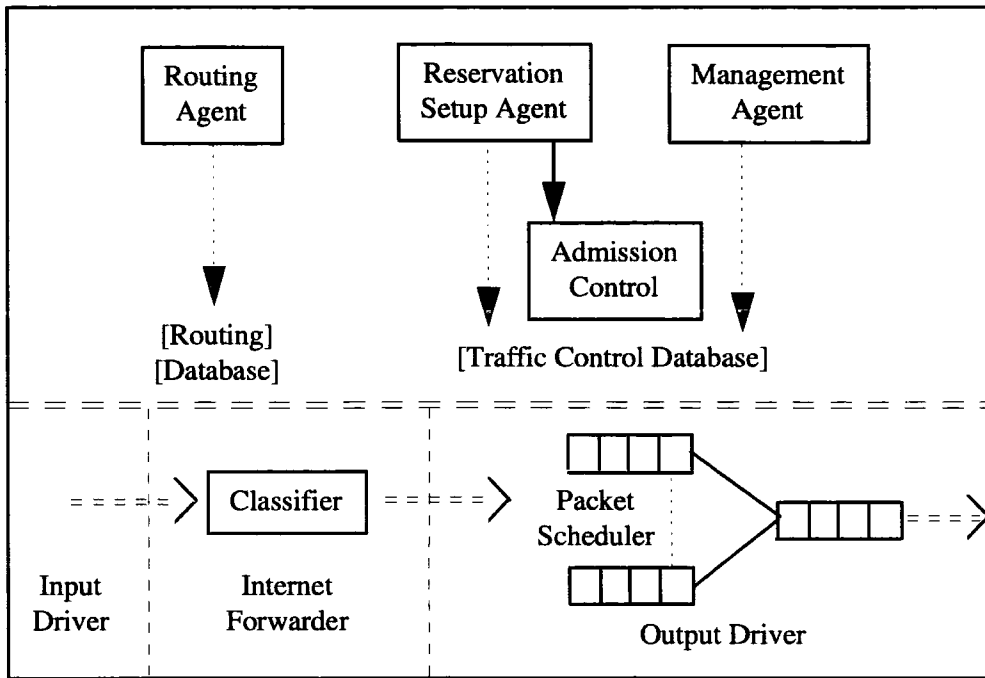 Routing
Agent
Reservation
Setup Agent
Management
Agent
Admission
Control
[Routing]
[Database]
[Traffic Control Database]
Classifier
Packet
Scheduler
Input
Driver
Internet
Forwarder
Output Driver